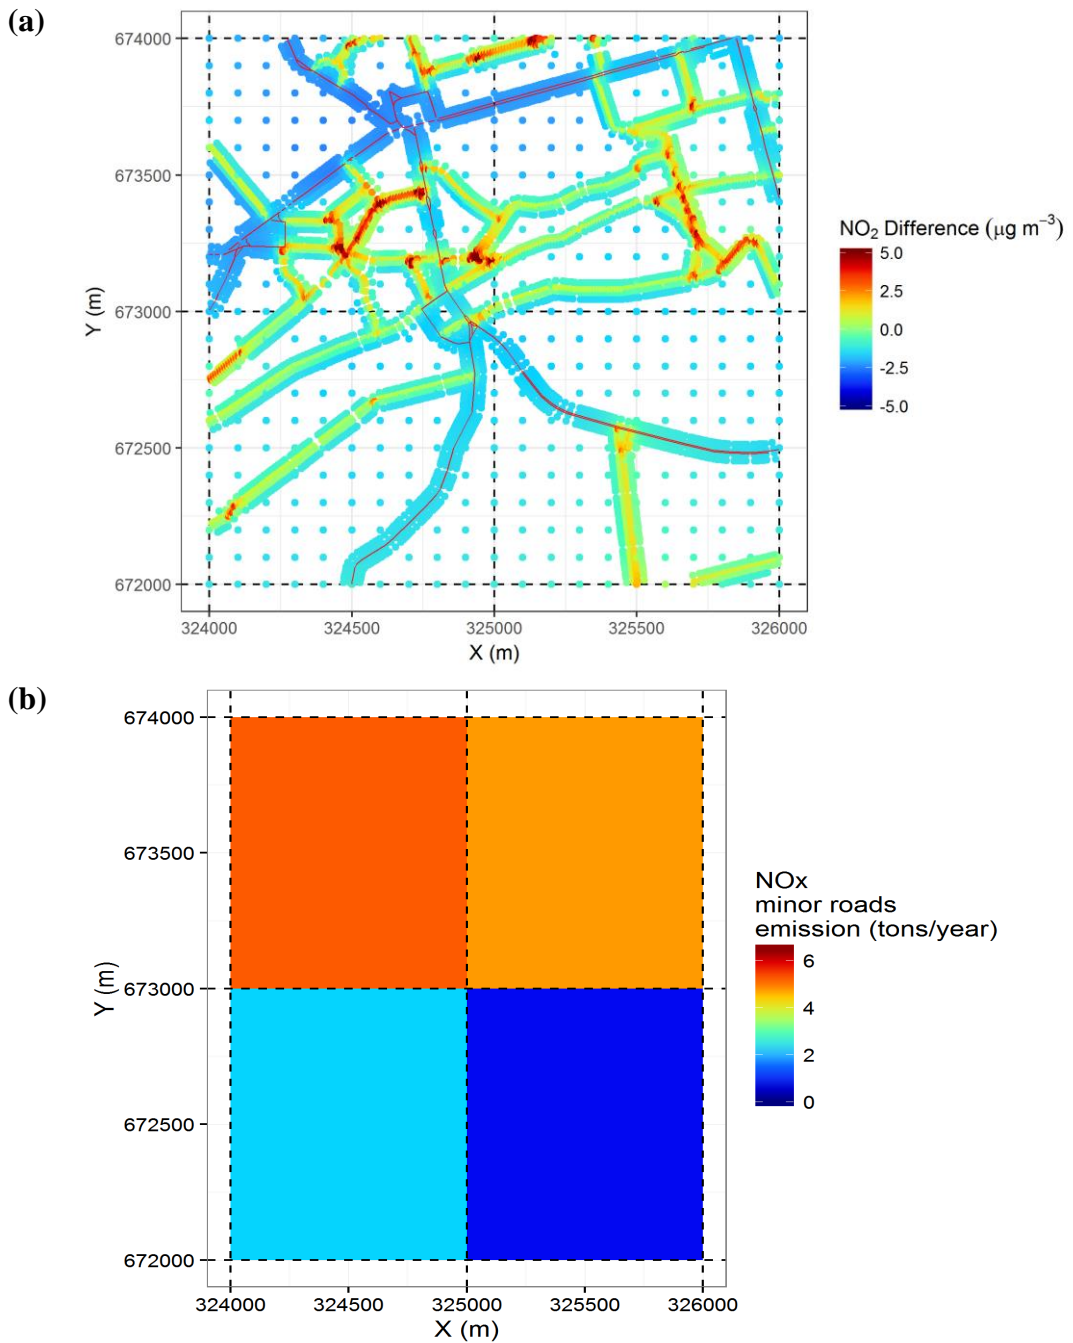 (a)
674000
673500
673000
672500
672000
Y (m)
324000 324500 325000 325500 326000
X (m)
NO₂ Difference (μg m⁻³)
5.0
2.5
0.0
-2.5
-5.0
(b)
674000
673500
673000
672500
672000
Y (m)
324000 324500 325000 325500 326000
X (m)
NOx
minor roads
emission (tons/year)
6
4
2
0